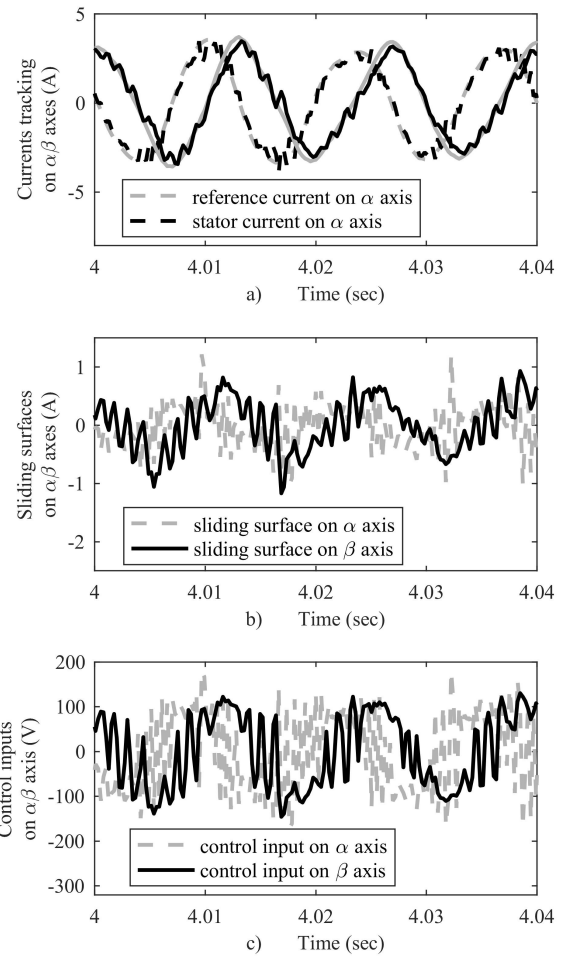 Currents tracking
on αβ axes (A)
5
0
-5
reference current on α axis
stator current on α axis
4
4.01
4.02
4.03
4.04
a)
Time (sec)
Sliding surfaces
on αβ axes (A)
1
0
-1
-2
sliding surface on α axis
sliding surface on β axis
4
4.01
4.02
4.03
4.04
b)
Time (sec)
Control inputs
on αβ axis (V)
200
100
0
-100
-200
-300
control input on α axis
control input on β axis
4
4.01
4.02
4.03
4.04
c)
Time (sec)